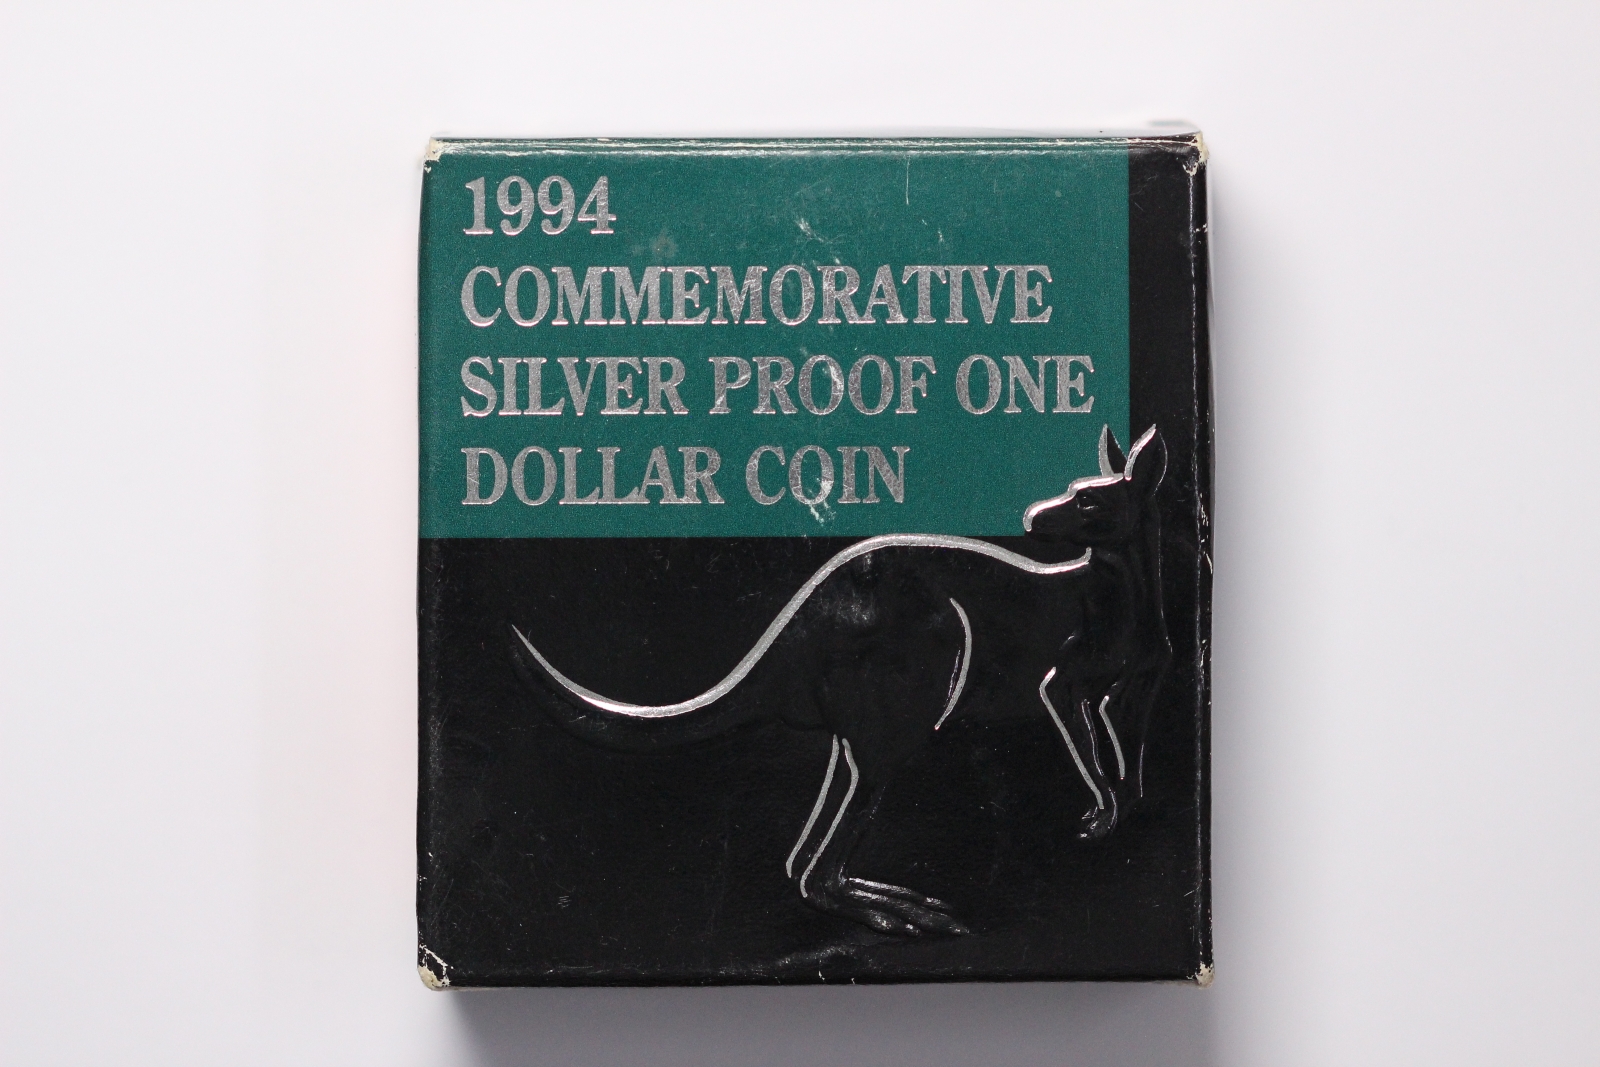 1994
COMMEMORATIVE
SILVER PROOF ONE
DOLLAR COIN